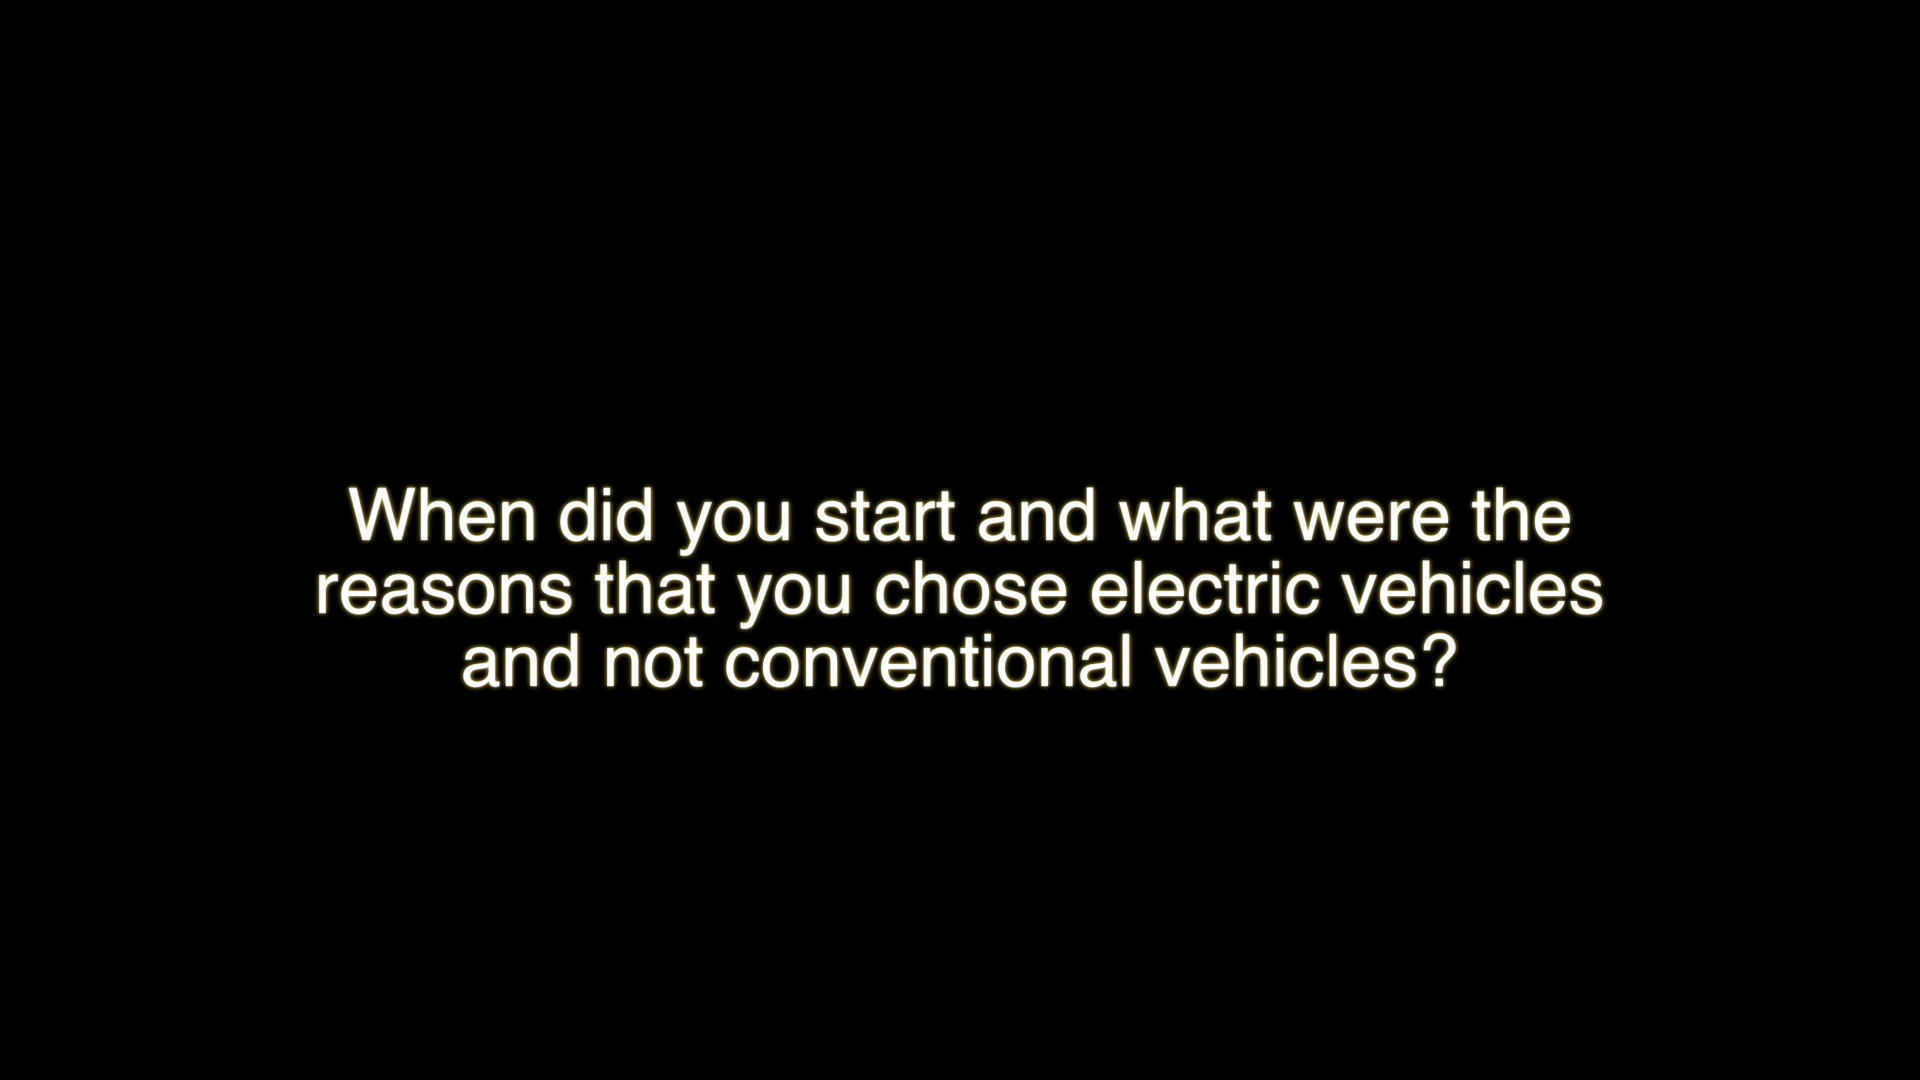 When did you start and what were the
reasons that you chose electric vehicles
and not conventional vehicles?